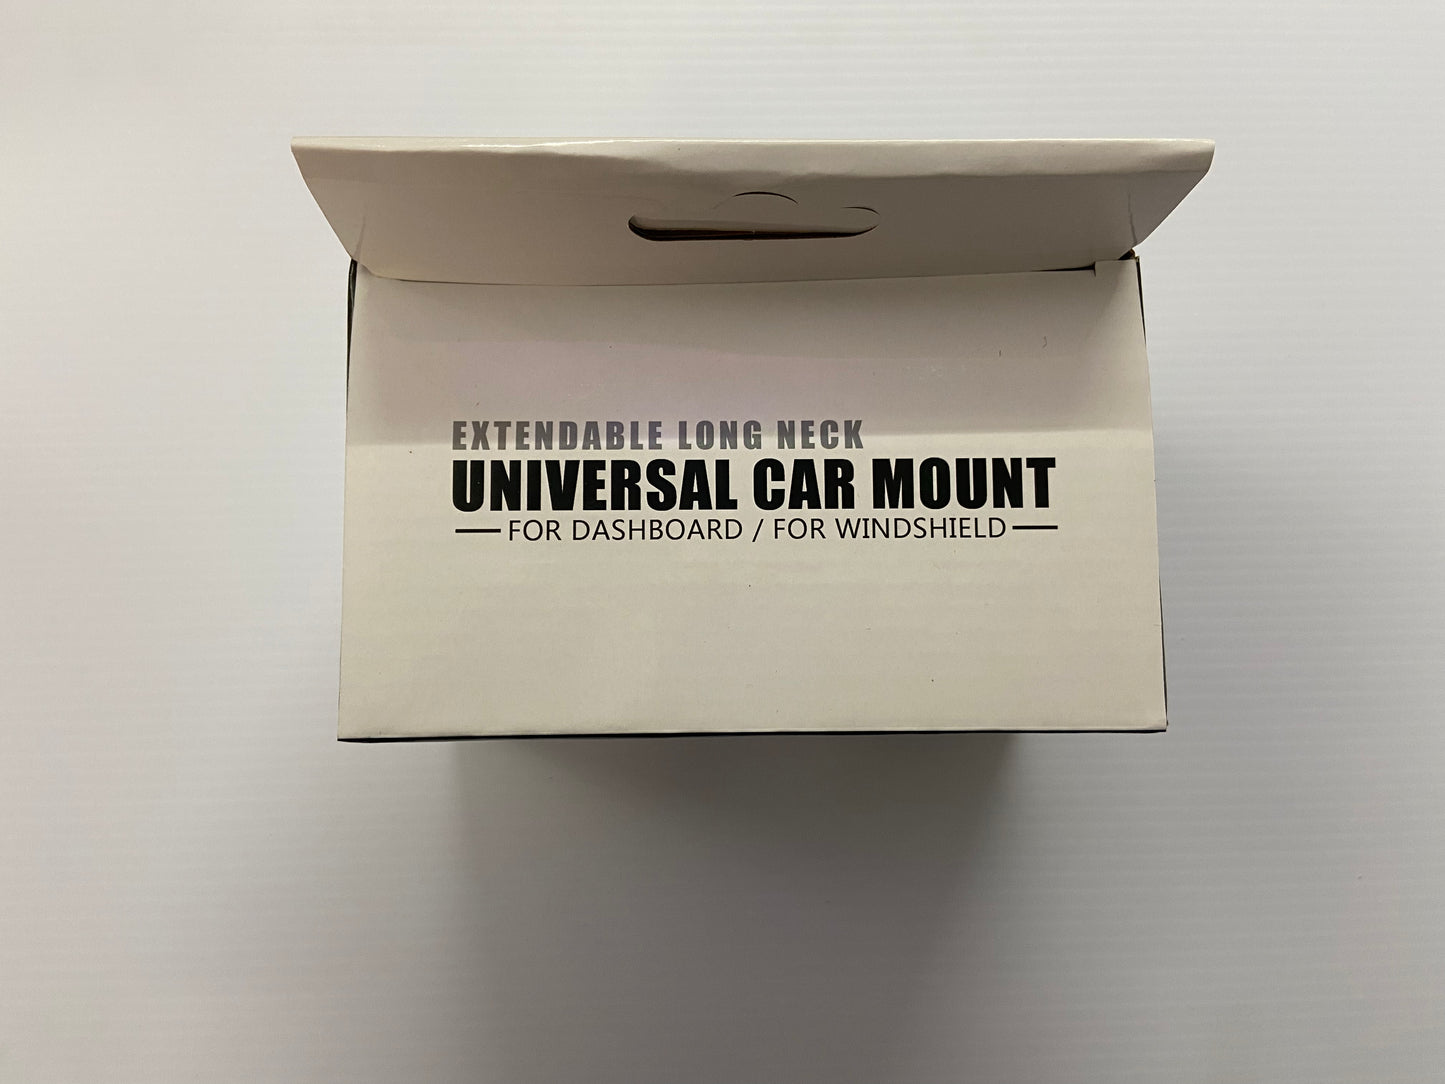 EXTENDABLE LONG NECK
UNIVERSAL CAR MOUNT
FOR DASHBOARD / FOR WINDSHIELD